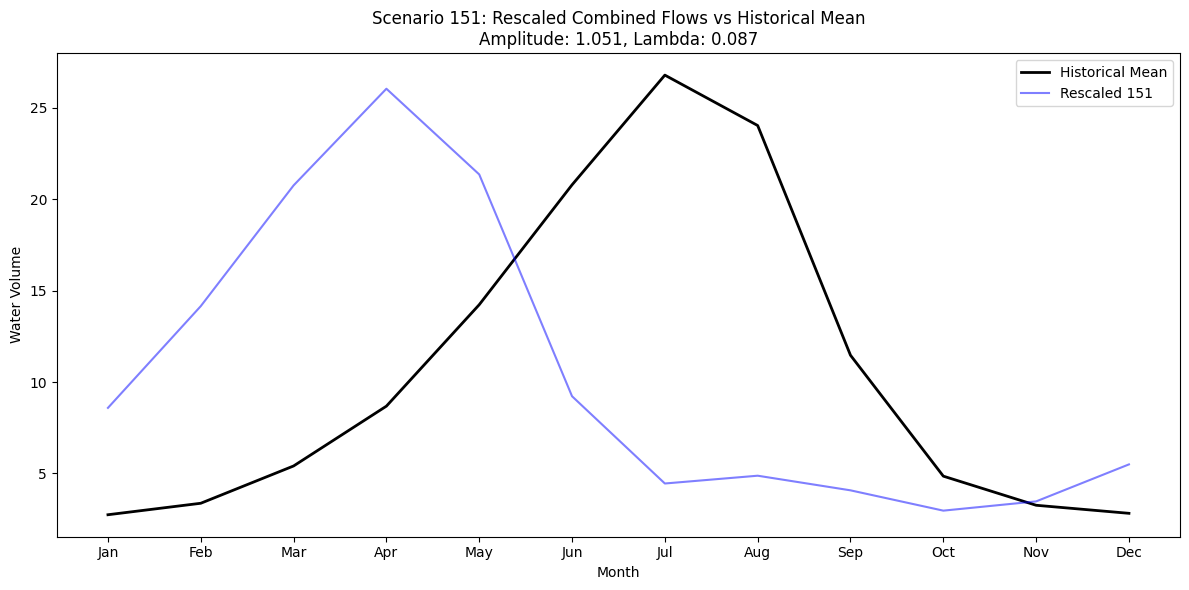 Scenario 151: Rescaled Combined Flows vs Historical Mean
Amplitude: 1.051, Lambda: 0.087
Historical Mean
Rescaled 151
Water Volume
25
20
15
10
5
Jan Feb Mar Apr May Jun Jul Aug Sep Oct Nov Dec
Month